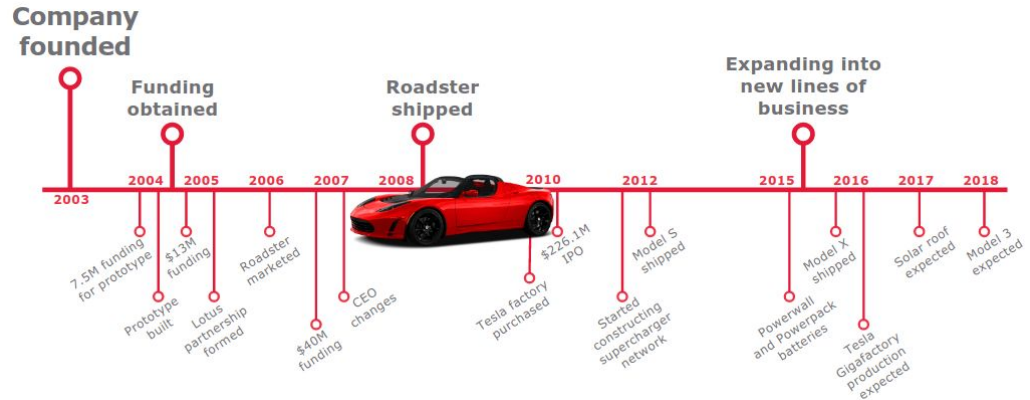 Company
founded
Funding
obtained
Roadster
shipped
Expanding into
new lines of
business
2003
2004
2005
2006
2007
2008
2010
2012
2015
2016
2017
2018
7.5M funding
for prototype
Prototype
built
$13M
funding
Lotus
partnership
formed
Roadster
marketed
$40M
funding
CEO
changes
Tesla factory
purchased
$226.1M
IPO
Started
constructing
supercharger
network
Model S
shipped
Powerwall
and Powerpack
batteries
Model X
shipped
Tesla
Gigafactory
production
expected
Solar roof
expected
Model 3
expected